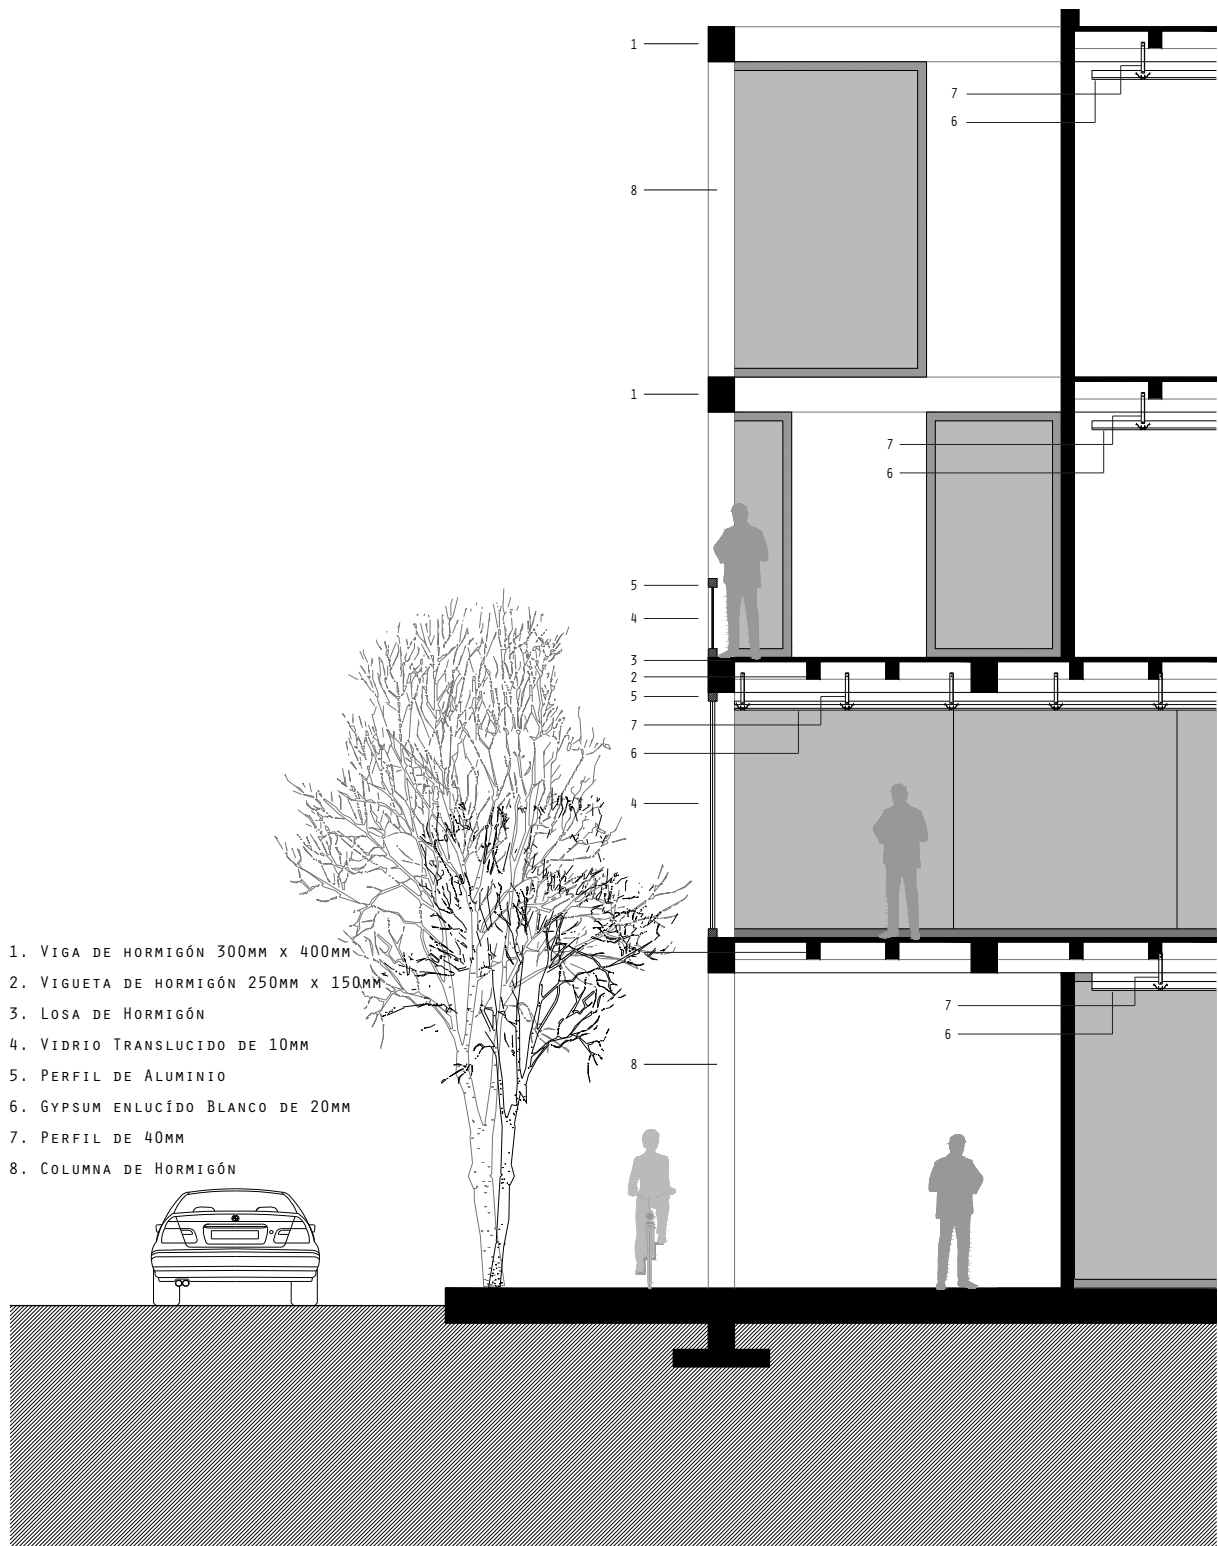 1
7
6
8
1
7
6
5
4
3
2
5
7
6
4
1. Viga de hormigón 300mm x 400mm
2. Vigueta de hormigón 250mm x 150mm
3. Losa de Hormigón
4. Vidrio Translucido de 10mm
5. Perfil de Aluminio
6. Gypsum enlucído Blanco de 20mm
7. Perfil de 40mm
8. Columna de Hormigón
7
6
8